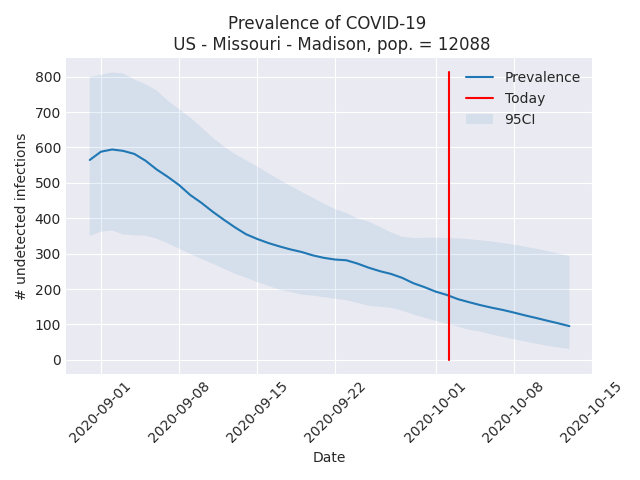 Prevalence of COVID-19
US - Missouri - Madison, pop. = 12088
# undetected infections
800
700
600
500
400
300
200
100
0
Prevalence
Today
95CI
2020-09-01
2020-09-08
2020-09-15
2020-09-22
2020-10-01
2020-10-08
2020-10-15
Date